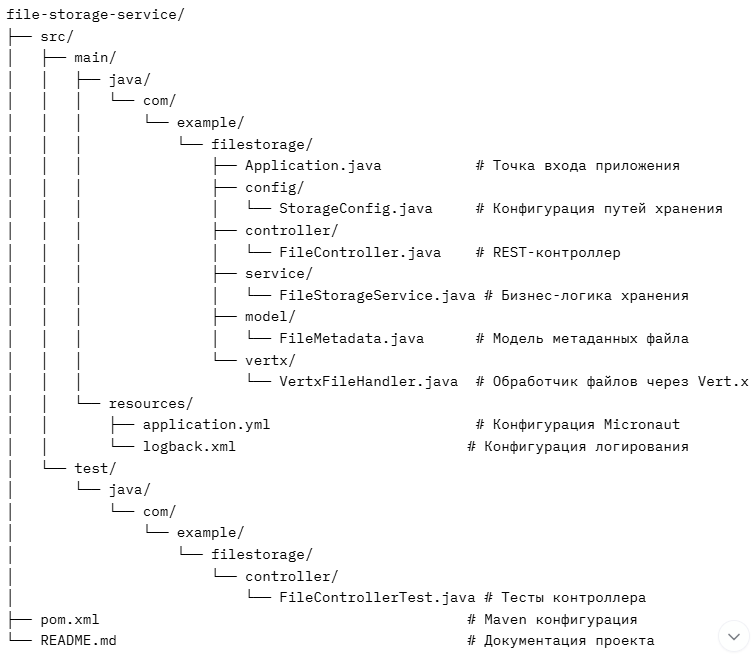 file-storage-service/
├── src/
│   ├── main/
│   │   ├── java/
│   │   │   └── com/
│   │   │       └── example/
│   │   │           └── filestorage/
│   │   │               ├── Application.java           # Точка входа приложения
│   │   │               ├── config/
│   │   │               │   └── StorageConfig.java     # Конфигурация путей хранения
│   │   │               ├── controller/
│   │   │               │   └── FileController.java    # REST-контроллер
│   │   │               ├── service/
│   │   │               │   └── FileStorageService.java # Бизнес-логика хранения
│   │   │               ├── model/
│   │   │               │   └── FileMetadata.java      # Модель метаданных файла
│   │   │               └── vertx/
│   │   │                   └── VertxFileHandler.java  # Обработчик файлов через Vert.x
│   │   └── resources/
│   │       ├── application.yml                        # Конфигурация Micronaut
│   │       └── logback.xml                           # Конфигурация логирования
│   └── test/
│       └── java/
│           └── com/
│               └── example/
│                   └── filestorage/
│                       └── controller/
│                           └── FileControllerTest.java # Тесты контроллера
├── pom.xml                                           # Maven конфигурация
└── README.md                                         # Документация проекта